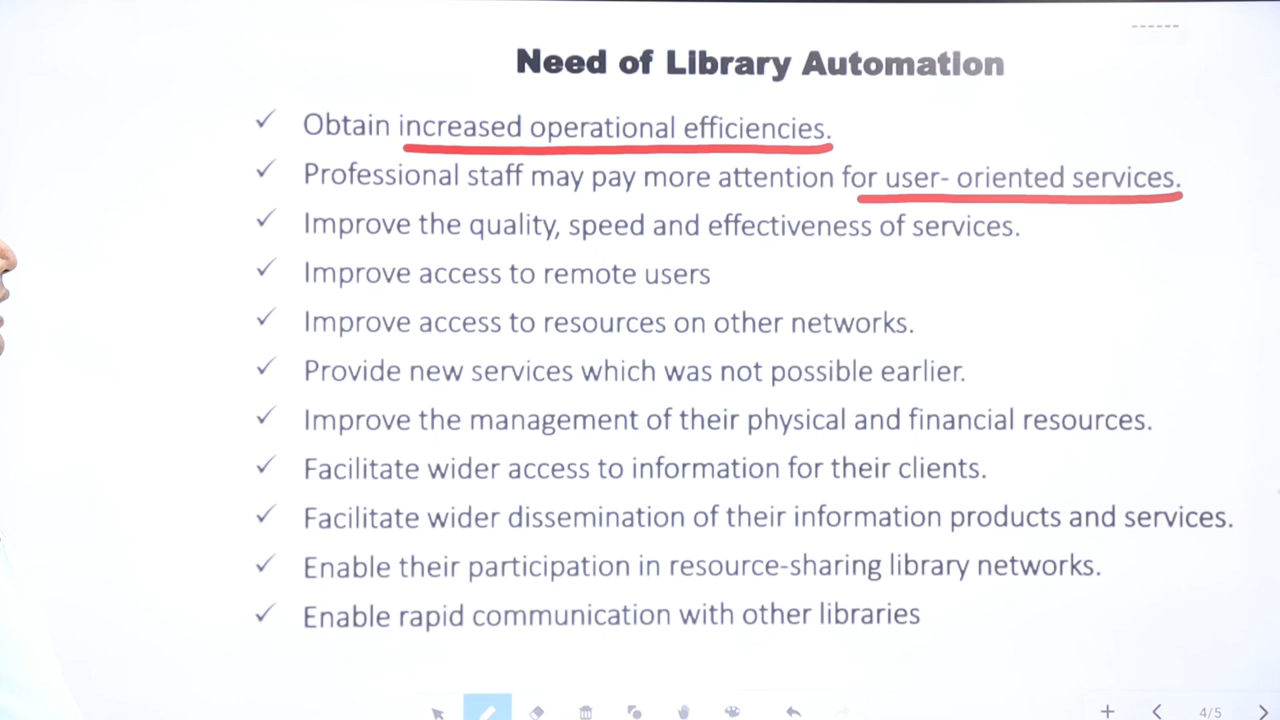 Need of Library Automation
✓ Obtain increased operational efficiencies.
✓ Professional staff may pay more attention for user- oriented services.
✓ Improve the quality, speed and effectiveness of services.
✓ Improve access to remote users
✓ Improve access to resources on other networks.
✓ Provide new services which was not possible earlier.
✓ Improve the management of their physical and financial resources.
✓ Facilitate wider access to information for their clients.
✓ Facilitate wider dissemination of their information products and services.
✓ Enable their participation in resource-sharing library networks.
✓ Enable rapid communication with other libraries
4/5